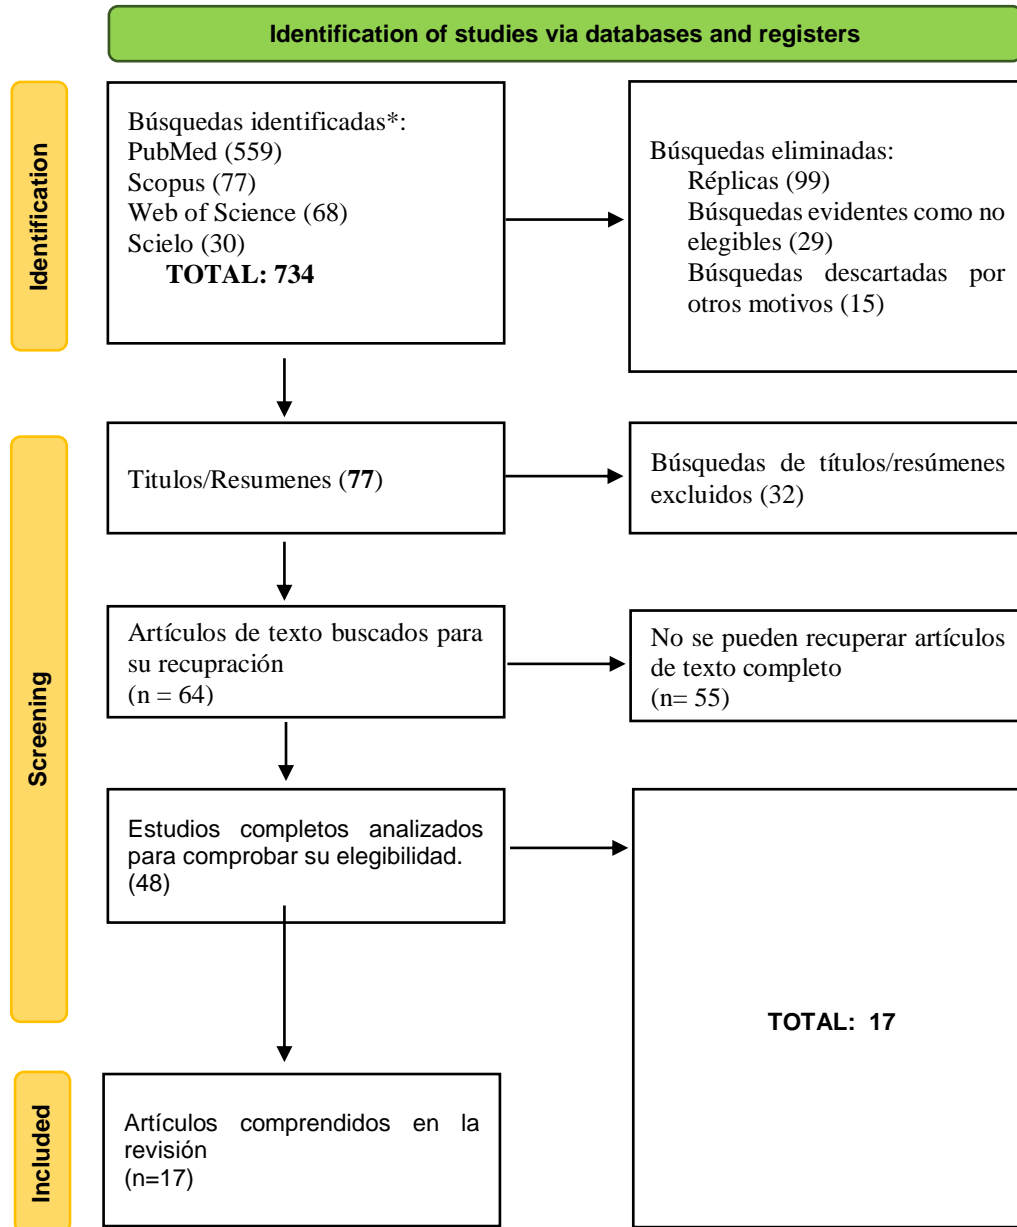 Identification of studies via databases and registers
Identification
Búsquedas identificadas*:
PubMed (559)
Scopus (77)
Web of Science (68)
Scielo (30)
TOTAL: 734
Búsquedas eliminadas:
Réplicas (99)
Búsquedas evidentes como no
elegibles (29)
Búsquedas descartadas por
otros motivos (15)
Screening
Titulos/Resumenes (77)
Búsquedas de títulos/resúmenes
excluidos (32)
Artículos de texto buscados para
su recupración
(n = 64)
No se pueden recuperar artículos
de texto completo
(n= 55)
Estudios completos analizados
para comprobar su elegibilidad.
(48)
TOTAL: 17
Included
Artículos comprendidos en la
revisión
(n=17)